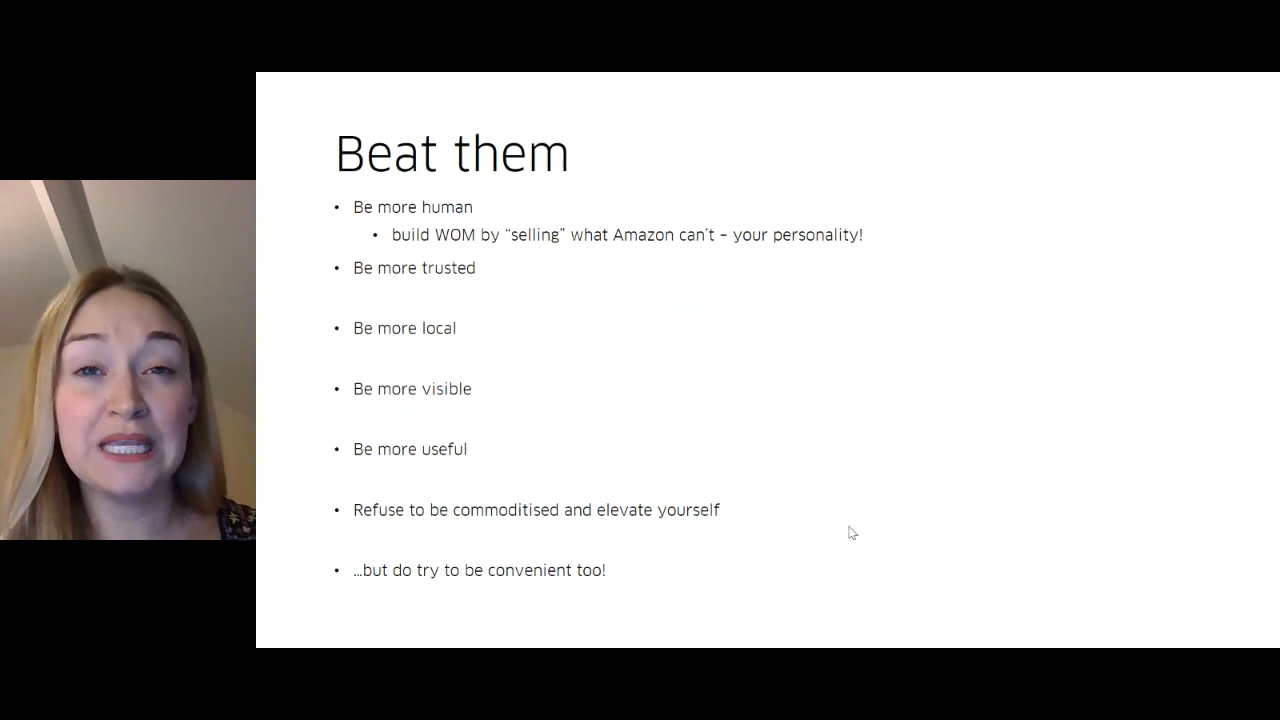 Beat them
• Be more human
• build WOM by “selling” what Amazon can’t – your personality!
• Be more trusted
• Be more local
• Be more visible
• Be more useful
• Refuse to be commoditised and elevate yourself
• …but do try to be convenient too!